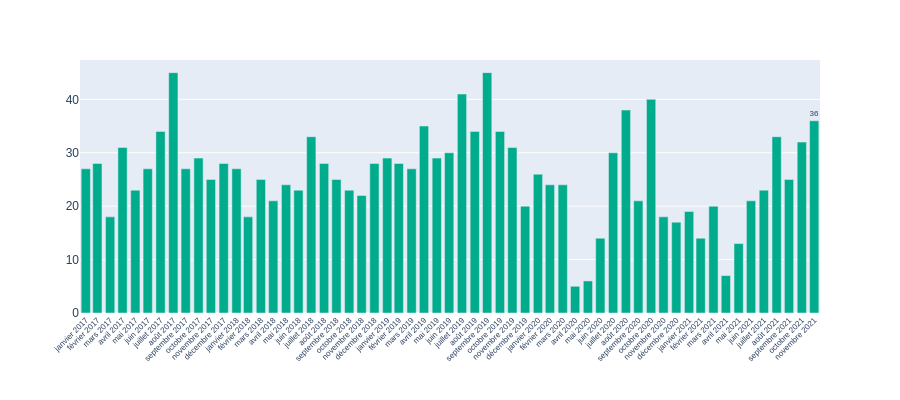 40
30
20
10
0
36
janvier 2017
février 2017
mars 2017
avril 2017
mai 2017
juin 2017
juillet 2017
août 2017
septembre 2017
octobre 2017
novembre 2017
décembre 2017
janvier 2018
février 2018
mars 2018
avril 2018
mai 2018
juin 2018
juillet 2018
août 2018
septembre 2018
octobre 2018
novembre 2018
décembre 2018
janvier 2019
février 2019
mars 2019
avril 2019
mai 2019
juin 2019
juillet 2019
août 2019
septembre 2019
octobre 2019
novembre 2019
décembre 2019
janvier 2020
février 2020
mars 2020
avril 2020
mai 2020
juin 2020
juillet 2020
août 2020
septembre 2020
octobre 2020
novembre 2020
décembre 2020
janvier 2021
février 2021
mars 2021
avril 2021
mai 2021
juin 2021
juillet 2021
août 2021
septembre 2021
octobre 2021
novembre 2021